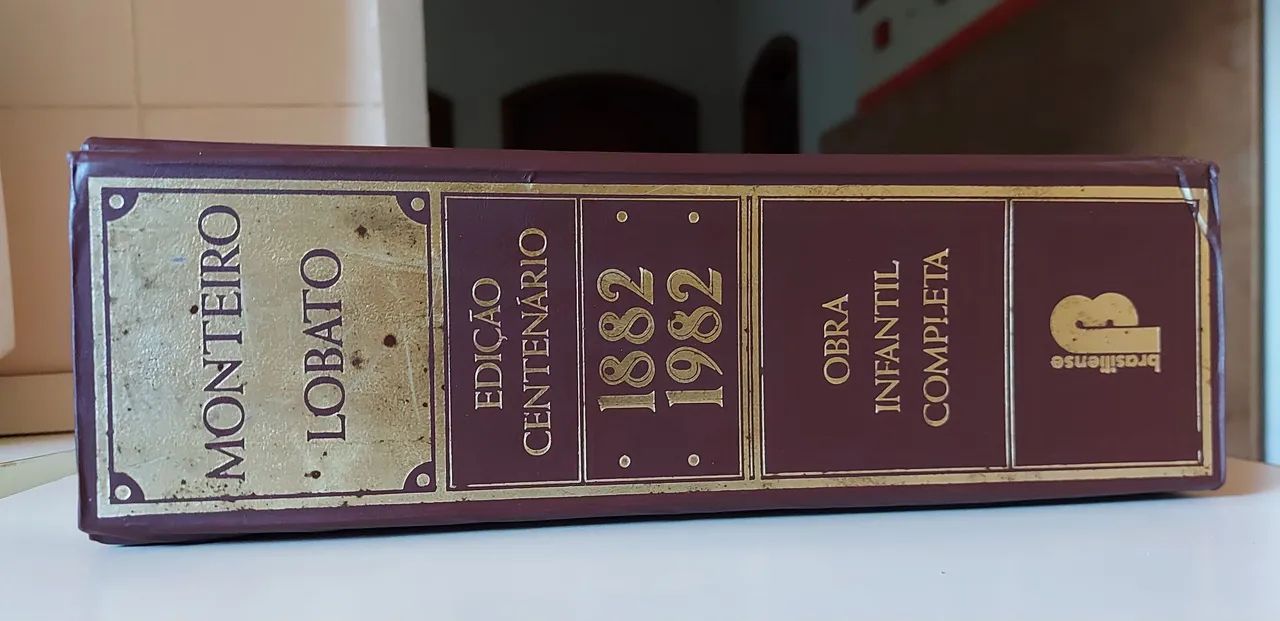 MONTEIRO
LOBATO
EDIÇÃO
CENTENÁRIO
1882
1982
OBRA
INFANTIL
COMPLETA
brasiliense